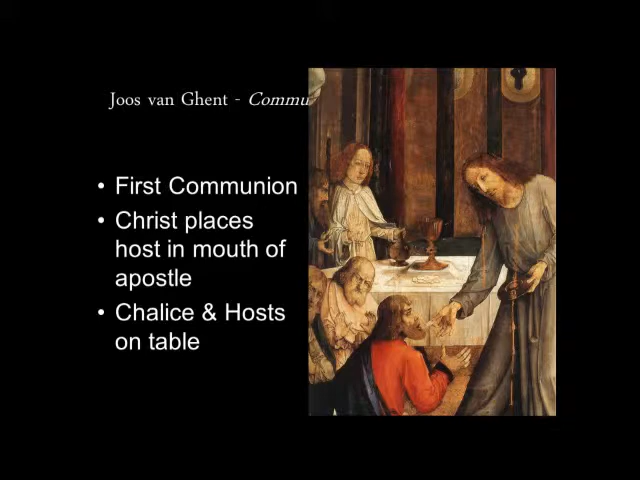 Joos van Ghent - Commu
• First Communion
• Christ places
host in mouth of
apostle
• Chalice & Hosts
on table